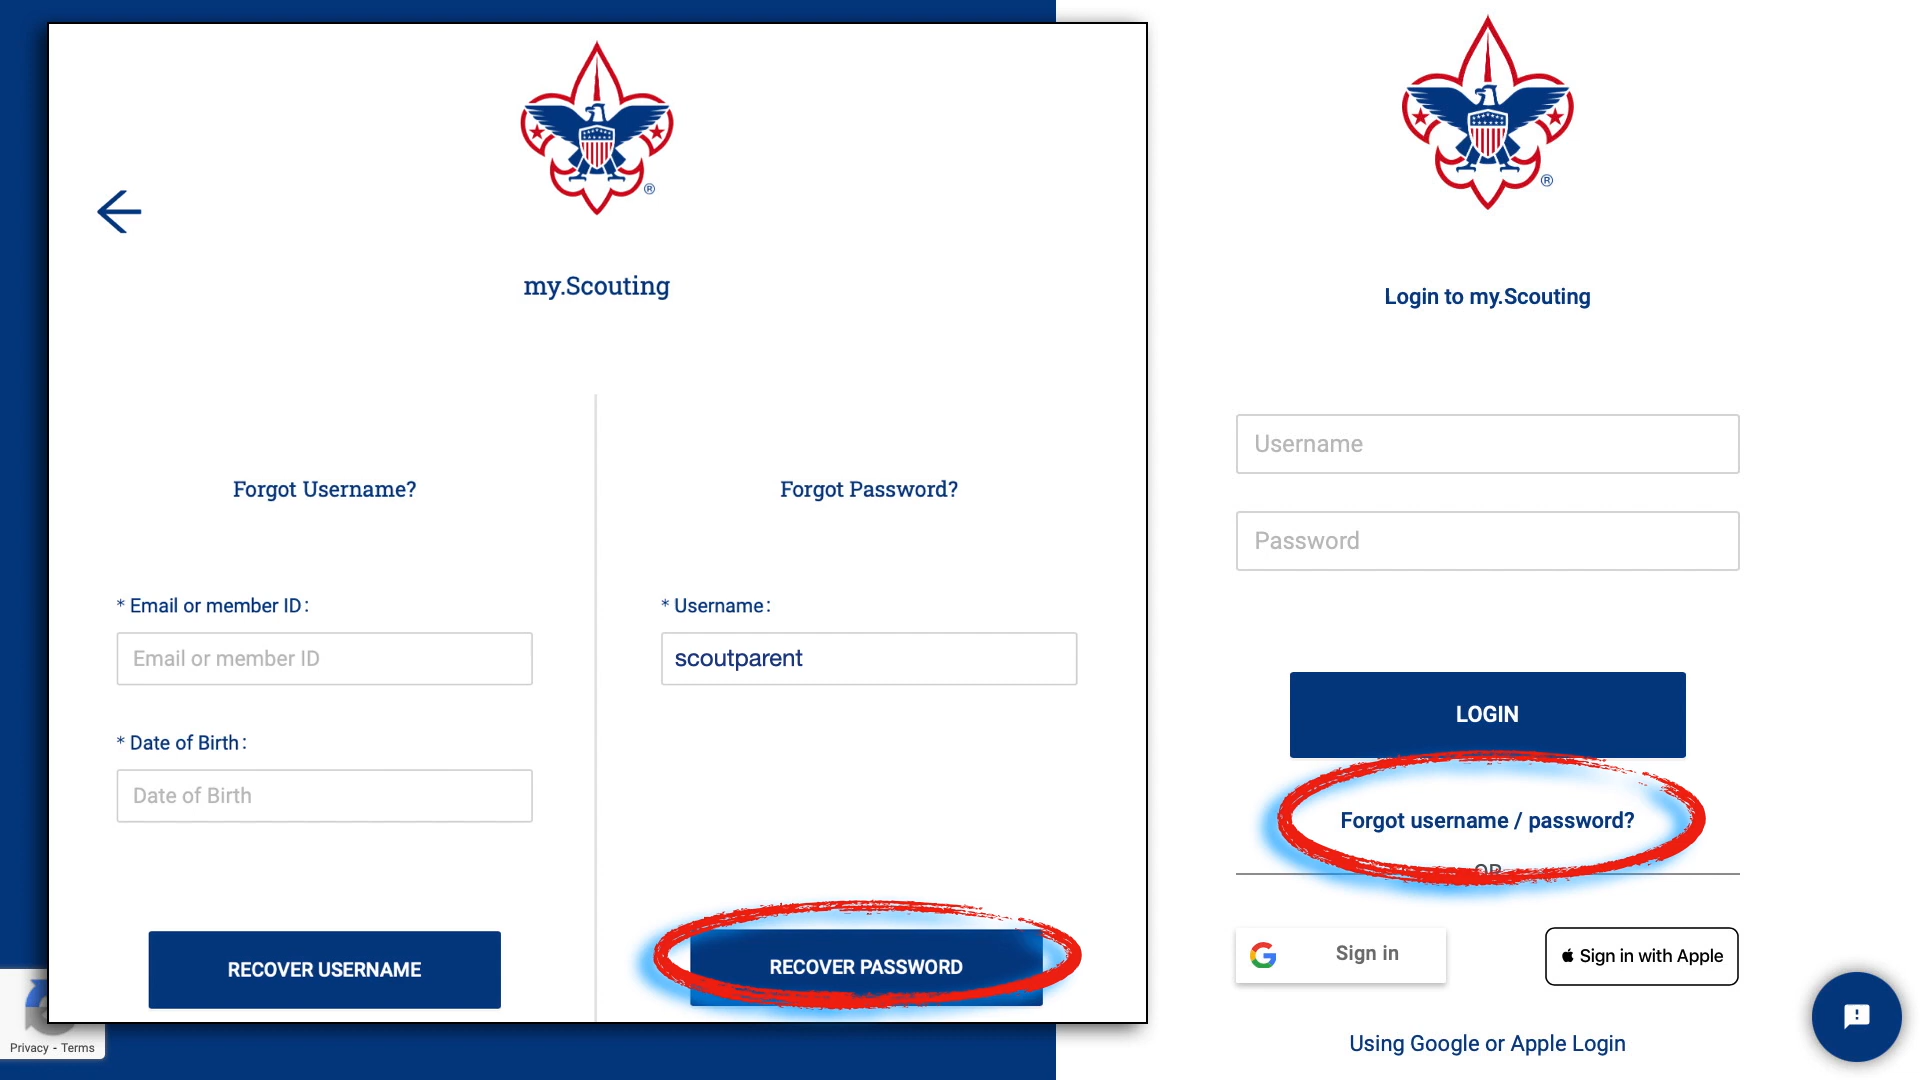 ®
my.Scouting
Forgot Username?
* Email or member ID:
Email or member ID
* Date of Birth:
Date of Birth
RECOVER USERNAME
Forgot Password?
* Username:
scoutparent
RECOVER PASSWORD
Privacy - Terms
®
Login to my.Scouting
Username
Password
LOGIN
Forgot username / password?
OR
Sign in
Sign in with Apple
Using Google or Apple Login